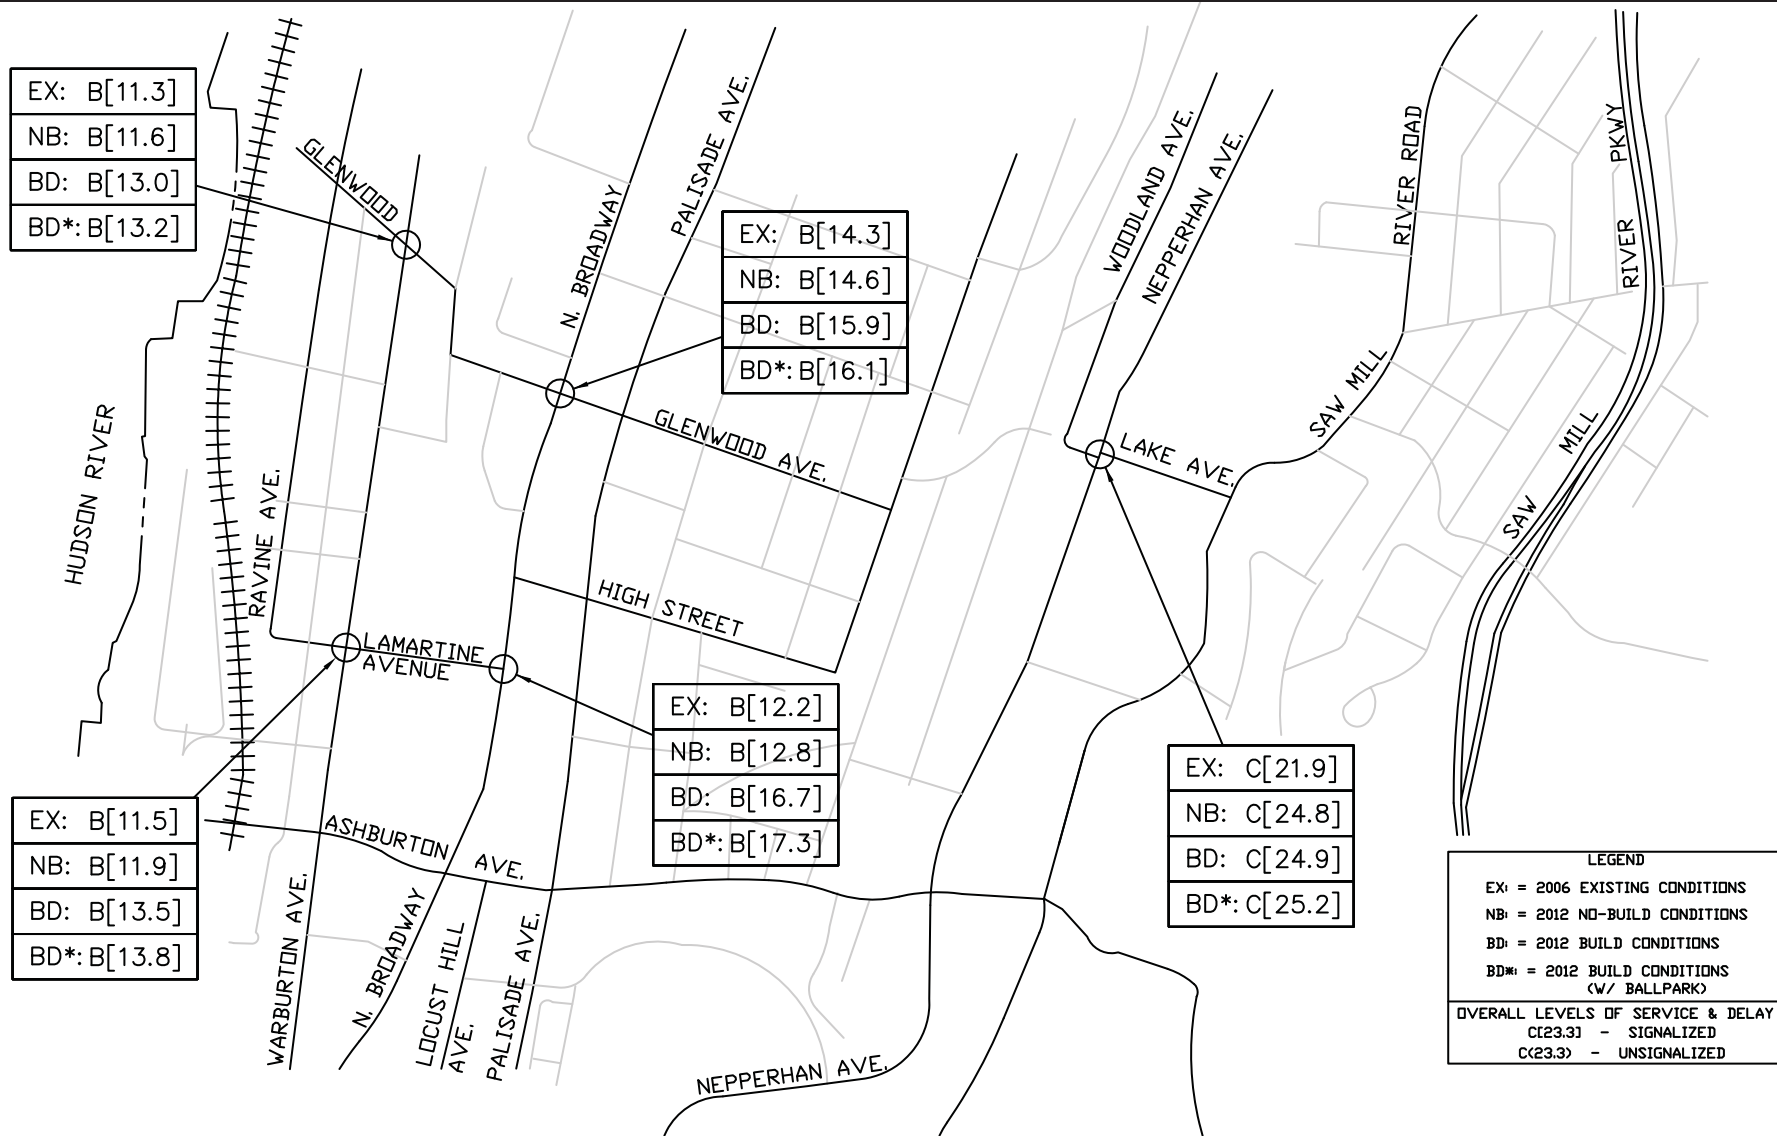 EX: B[11.3]
NB: B[11.6]
BD: B[13.0]
BD*: B[13.2]
GLENWOOD
N. BROADWAY
PALISADE AVE.
EX: B[14.3]
NB: B[14.6]
BD: B[15.9]
BD*: B[16.1]
WOODLAND AVE.
NEPPERHAN AVE.
RIVER ROAD
SAW MILL
PKWY
RIVER
MILL
SAW
HUDSON RIVER
RAVINE AVE.
GLENWOOD AVE.
LAKE AVE.
HIGH STREET
LAMARTINE
AVENUE
EX: B[12.2]
NB: B[12.8]
BD: B[16.7]
BD*: B[17.3]
EX: C[21.9]
NB: C[24.8]
BD: C[24.9]
BD*: C[25.2]
EX: B[11.5]
NB: B[11.9]
BD: B[13.5]
BD*: B[13.8]
ASHBURTON AVE.
WARBURTON AVE.
N. BROADWAY
LOCUST HILL
AVE.
PALISADE AVE.
NEPPERHAN AVE.
LEGEND
EX: = 2006 EXISTING CONDITIONS
NB: = 2012 NO-BUILD CONDITIONS
BD: = 2012 BUILD CONDITIONS
BD*: = 2012 BUILD CONDITIONS
(W/ BALLPARK)
OVERALL LEVELS OF SERVICE & DELAY
C[23.3] - SIGNALIZED
C(23.3) - UNSIGNALIZED